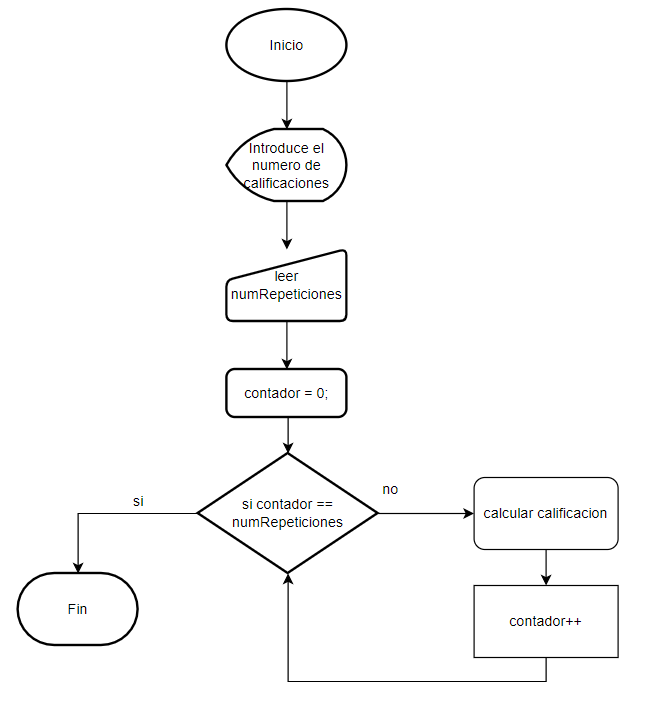 Inicio
Introduce el
numero de
calificaciones
leer
numRepeticiones
contador = 0;
si contador ==
numRepeticiones
si
no
calcular calificacion
Fin
contador++